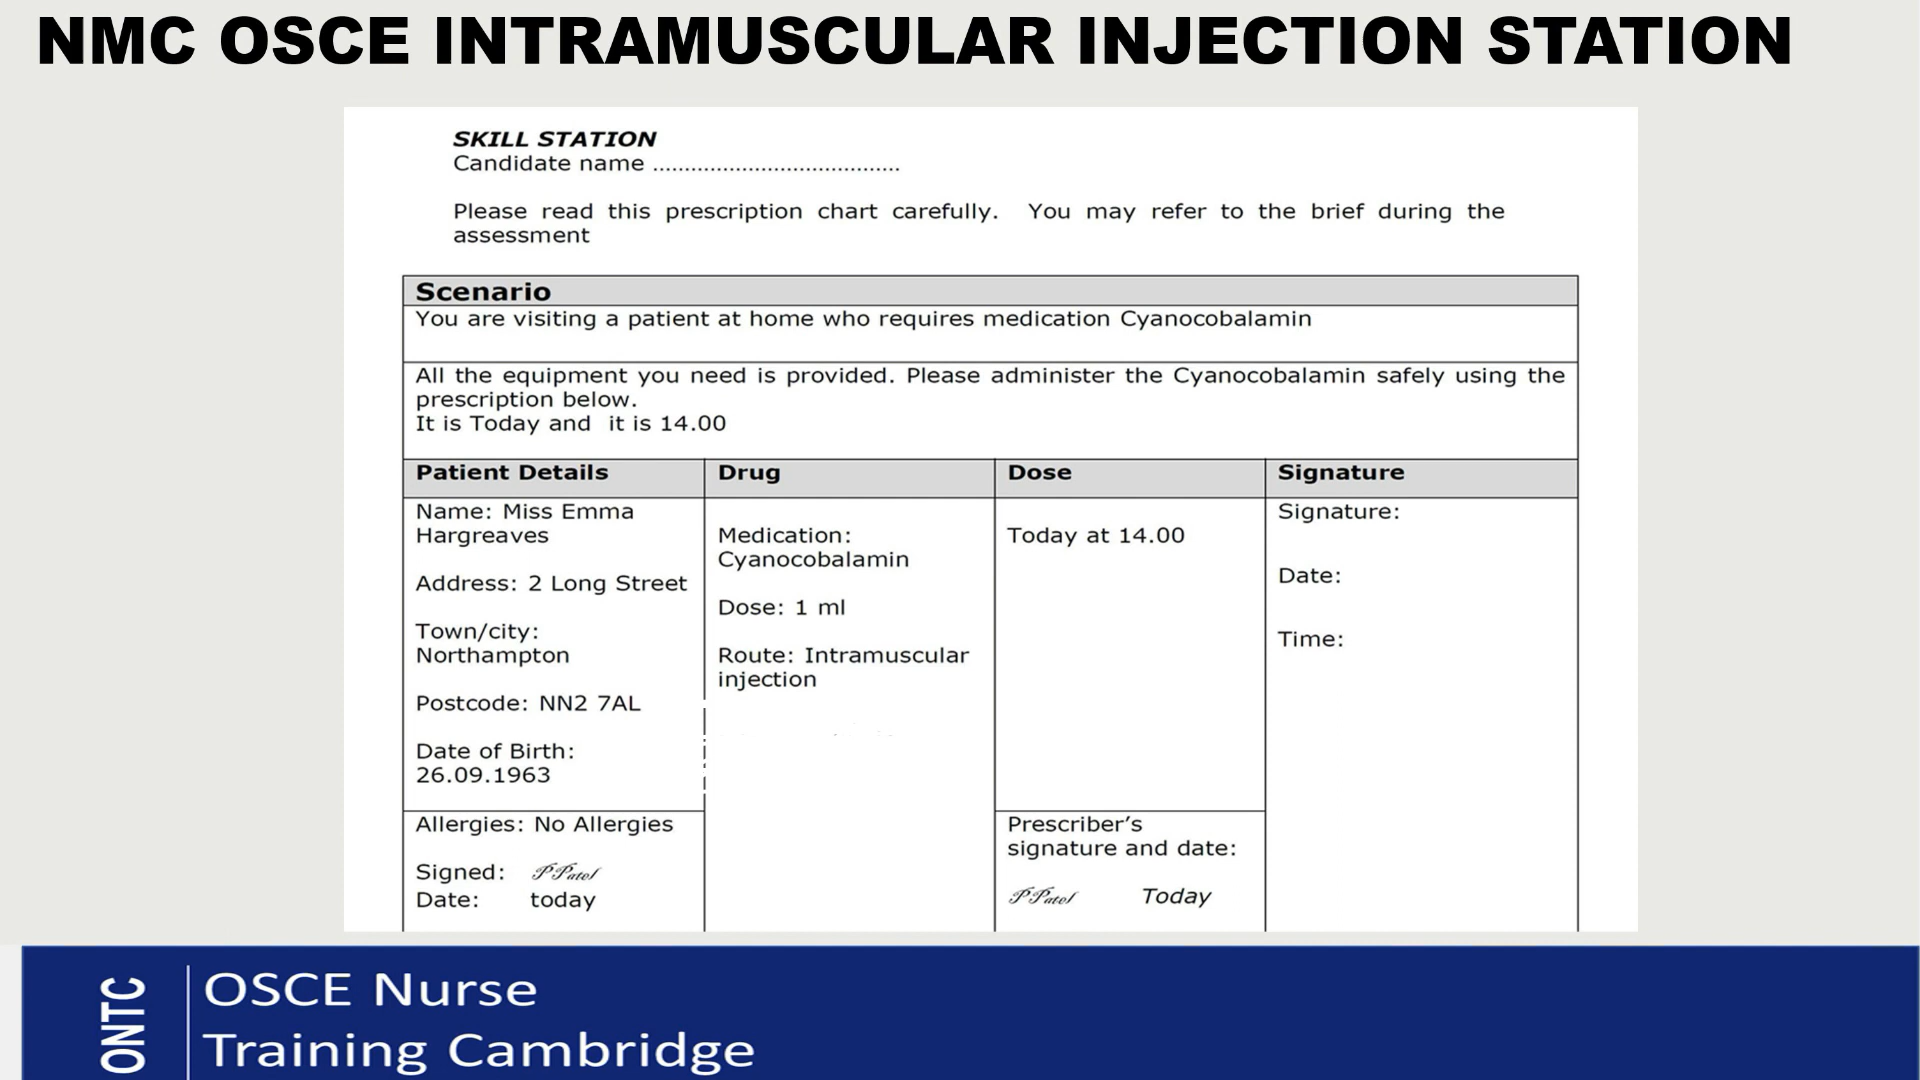 NMC OSCE INTRAMUSCULAR INJECTION STATION
SKILL STATION
Candidate name ......................................
Please read this prescription chart carefully. You may refer to the brief during the
assessment
Scenario
You are visiting a patient at home who requires medication Cyanocobalamin
All the equipment you need is provided. Please administer the Cyanocobalamin safely using the
prescription below.
It is Today and it is 14.00
Patient Details
Name: Miss Emma
Hargreaves
Address: 2 Long Street
Town/city:
Northampton
Postcode: NN2 7AL
Date of Birth:
26.09.1963
Allergies: No Allergies
Signed: PPatel
Date: today
Drug
Medication:
Cyanocobalamin
Dose: 1 ml
Route: Intramuscular
injection
Dose
Today at 14.00
Prescriber's
signature and date:
PPatel Today
Signature
Signature:
Date:
Time:
ONTC
OSCE Nurse
Training Cambridge